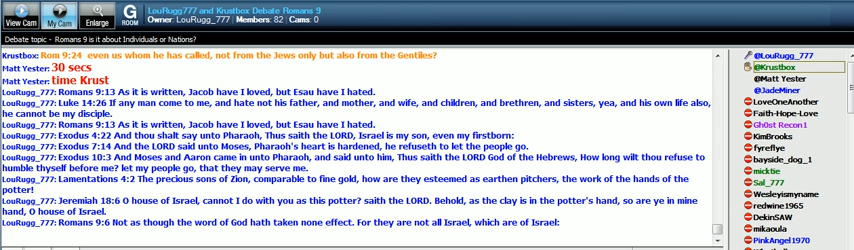 LouRugg777 and Krustbox Debate Romans 9
Owner: LouRugg_777 | Members: 82 | Cams: 0
View Cam
My Cam
Enlarge
G
ROOM
Debate topic - Romans 9 is it about Individuals or Nations?
Krustbox: Rom 9:24 even us whom he has called, not from the Jews only but also from the Gentiles?
Matt Yester: 30 secs
Matt Yester: time Krust
LouRugg_777: Romans 9:13 As it is written, Jacob have I loved, but Esau have I hated.
LouRugg_777: Luke 14:26 If any man come to me, and hate not his father, and mother, and wife, and children, and brethren, and sisters, yea, and his own life also,
he cannot be my disciple.
LouRugg_777: Romans 9:13 As it is written, Jacob have I loved, but Esau have I hated.
LouRugg_777: Exodus 4:22 And thou shalt say unto Pharaoh, Thus saith the LORD, Israel is my son, even my firstborn:
LouRugg_777: Exodus 7:14 And the LORD said unto Moses, Pharaoh's heart is hardened, he refuseth to let the people go.
LouRugg_777: Exodus 10:3 And Moses and Aaron came in unto Pharaoh, and said unto him, Thus saith the LORD God of the Hebrews, How long wilt thou refuse to
humble thyself before me? let my people go, that they may serve me.
LouRugg_777: Lamentations 4:2 The precious sons of Zion, comparable to fine gold, how are they esteemed as earthen pitchers, the work of the hands of the
potter!
LouRugg_777: Jeremiah 18:6 O house of Israel, cannot I do with you as this potter? saith the LORD. Behold, as the clay is in the potter's hand, so are ye in mine
hand, O house of Israel.
LouRugg_777: Romans 9:6 Not as though the word of God hath taken none effect. For they are not all Israel, which are of Israel:
@LouRugg_777
@Krustbox
@Matt Yester
@JadeMiner
LoveOneAnother
Faith-Hope-Love
Gh0st Recon1
KimBrooks
fyreflye
bayside_dog_1
micktie
Sal_777
Wesleyismyname
redwine1965
DekinSAW
mikaoula
PinkAngel1970